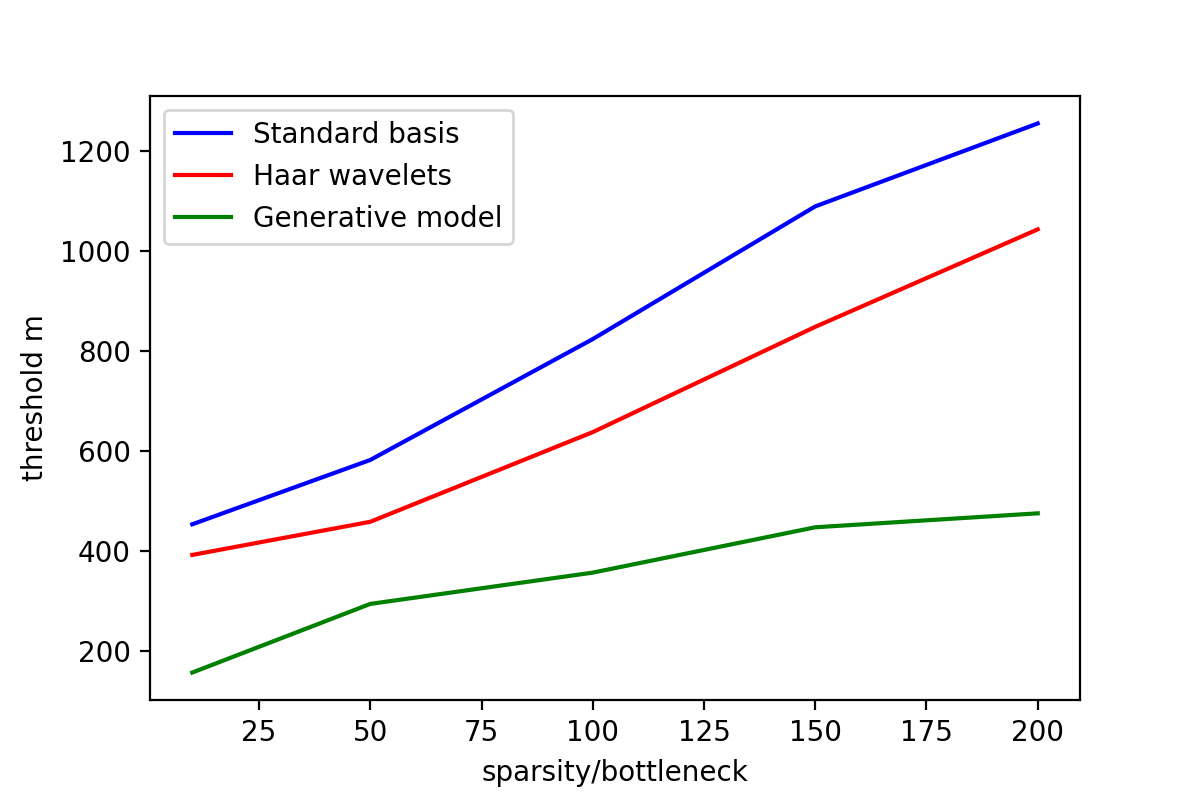 Standard basis
Haar wavelets
Generative model
1200
1000
800
600
400
200
threshold m
25 50 75 100 125 150 175 200
sparsity/bottleneck